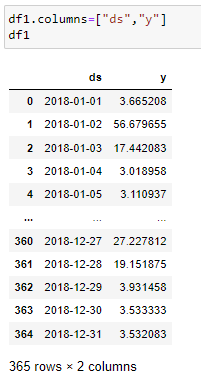 df1.columns=["ds","y"]
df1
ds y
0 2018-01-01 3.665208
1 2018-01-02 56.679655
2 2018-01-03 17.442083
3 2018-01-04 3.018958
4 2018-01-05 3.110937
... ... ...
360 2018-12-27 27.227812
361 2018-12-28 19.151875
362 2018-12-29 3.931458
363 2018-12-30 3.533333
364 2018-12-31 3.532083
365 rows × 2 columns